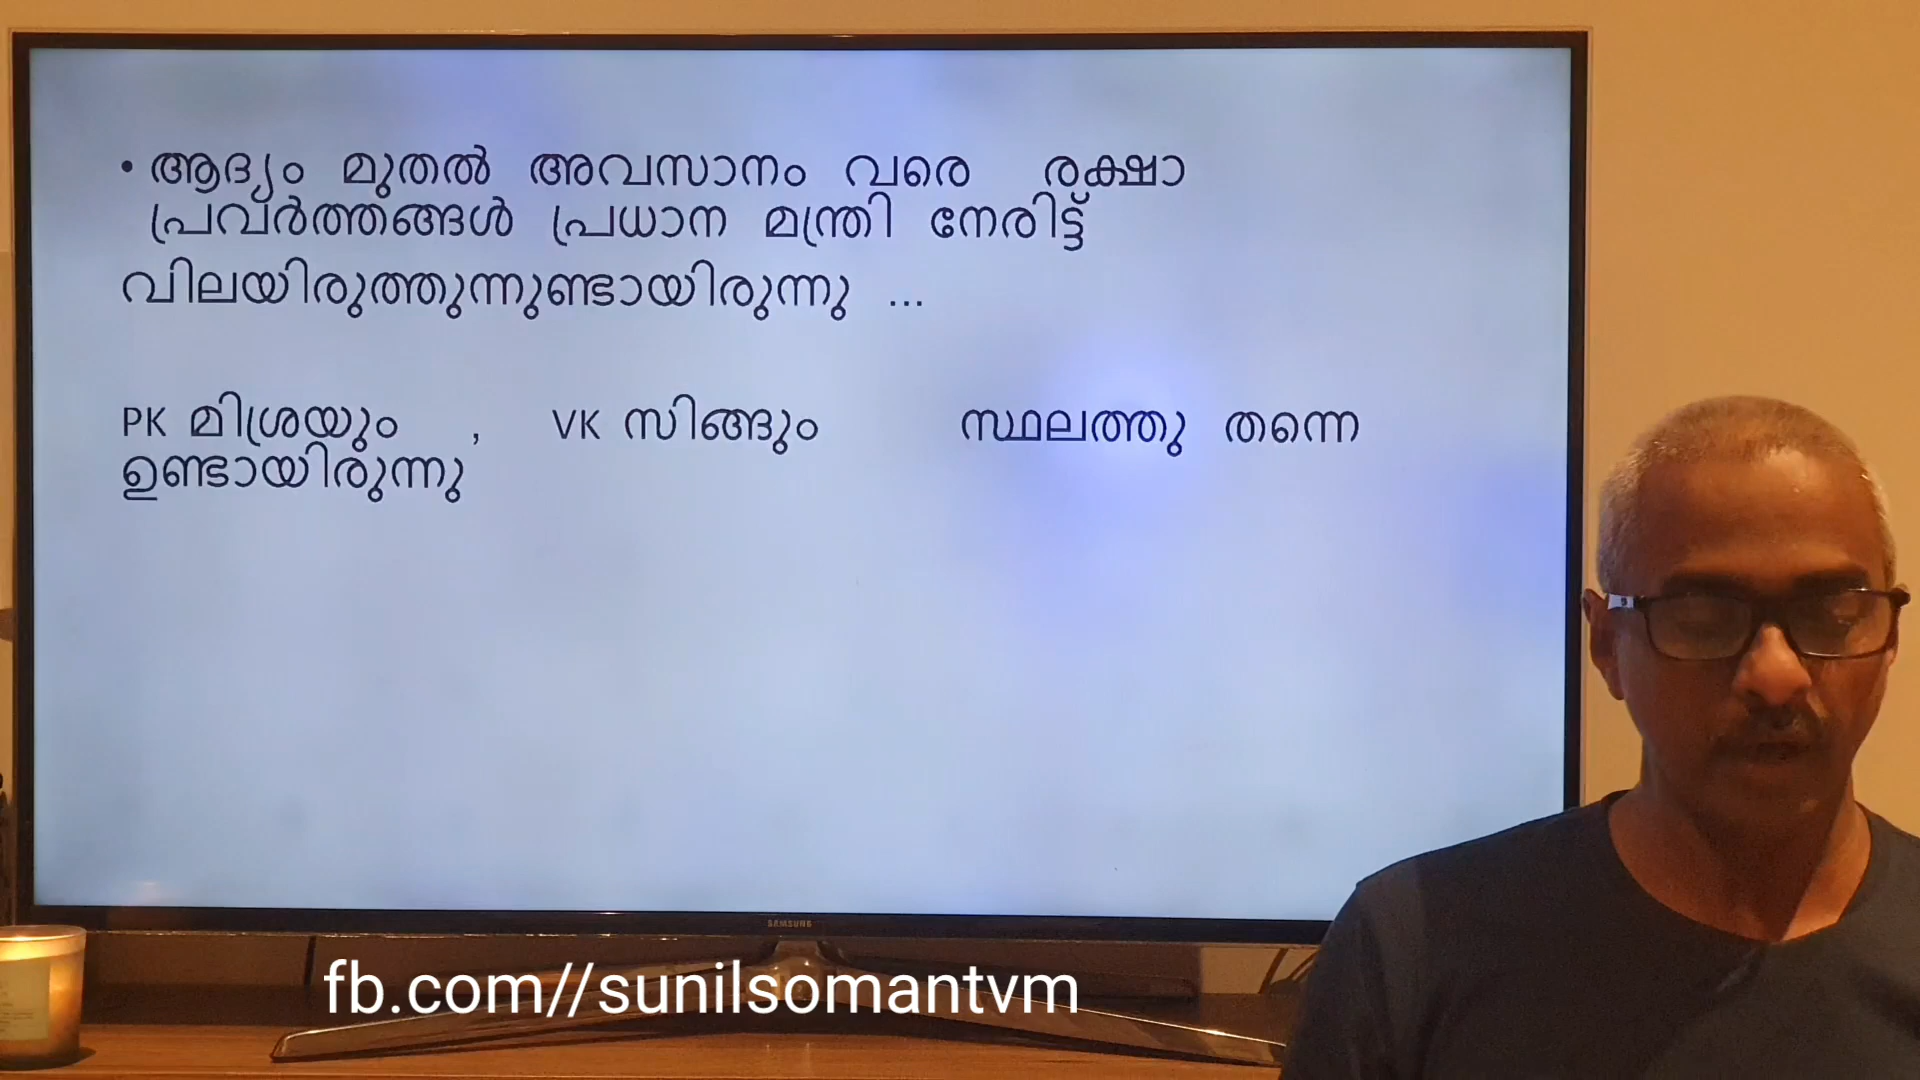 • ആദ്യം മുതൽ അവസാനം വരെ രക്ഷാ
പ്രവർത്തങ്ങൾ പ്രധാന മന്ത്രി നേരിട്ട്
വിലയിരുത്തുന്നുണ്ടായിരുന്നു ...
PK മിശ്രയും , VK സിങ്ങും സ്ഥലത്തു തന്നെ
ഉണ്ടായിരുന്നു
SAMSUNG
fb.com//sunilsomantvm